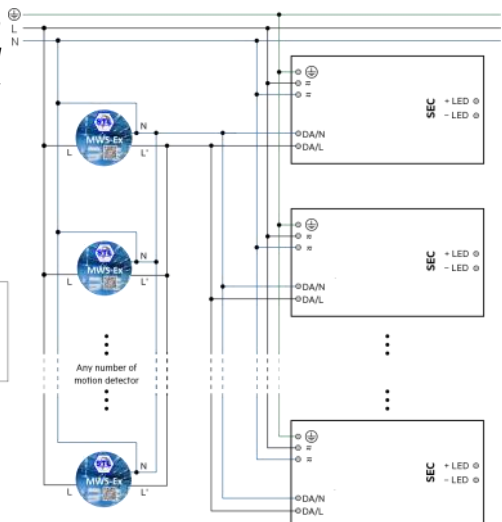 L
N
SEC
+ LED
- LED
DA/N
DA/L
N
STL
MWS-Ex
L
L'
SEC
+ LED
- LED
DA/N
DA/L
N
MWS-Ex
L
L'
Any number of
motion detector
SEC
+ LED
- LED
DA/N
DA/L
N
MWS-Ex
L
L'